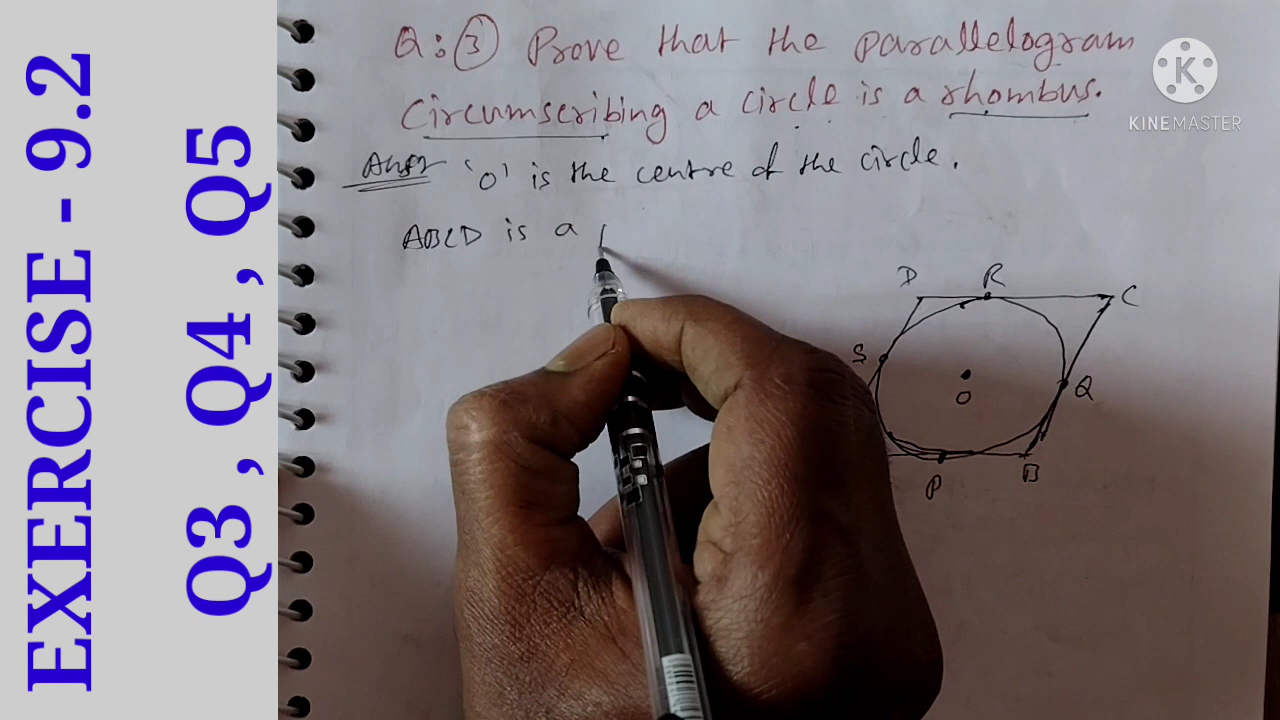 EXERCISE - 9.2
Q3 , Q4 , Q5
Q: 3 Prove that the parallelogram
Circumscribing a circle is a rhombus.
'O' is the centre of the circle.
ABCD is a
D R C
S
O
Q
P
B
K
KINEMASTER